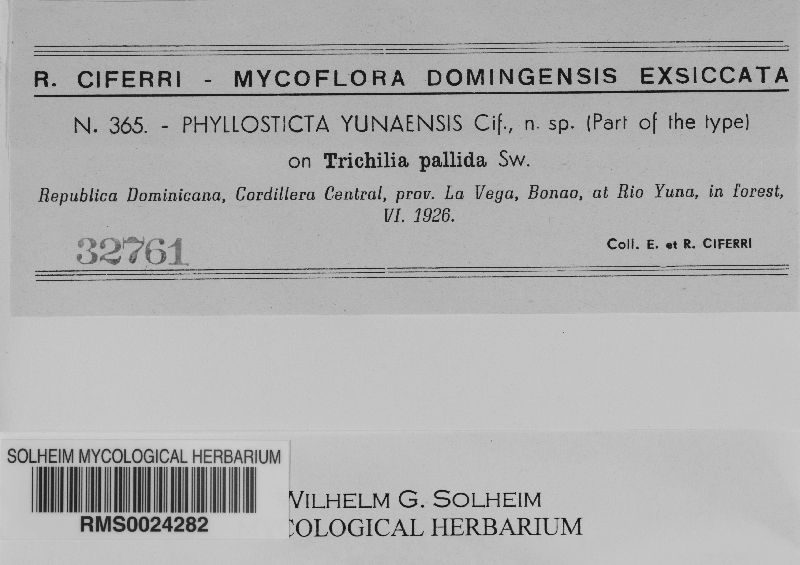 R. CIFERRI - MYCOFLORA DOMINGENSIS EXSICCATA
N. 365. - PHYLLOSTICTA YUNAENSIS Cif., n. sp. (Part of the type)
on Trichilia pallida Sw.
Republica Dominicana, Cordillera Central, prov. La Vega, Bonao, at Rio Yuna, in forest,
VI. 1926.
32761
Coll. E. et R. CIFERRI
SOLHEIM MYCOLOGICAL HERBARIUM
RMS0024282
WILHELM G. SOLHEIM
COLOGICAL HERBARIUM